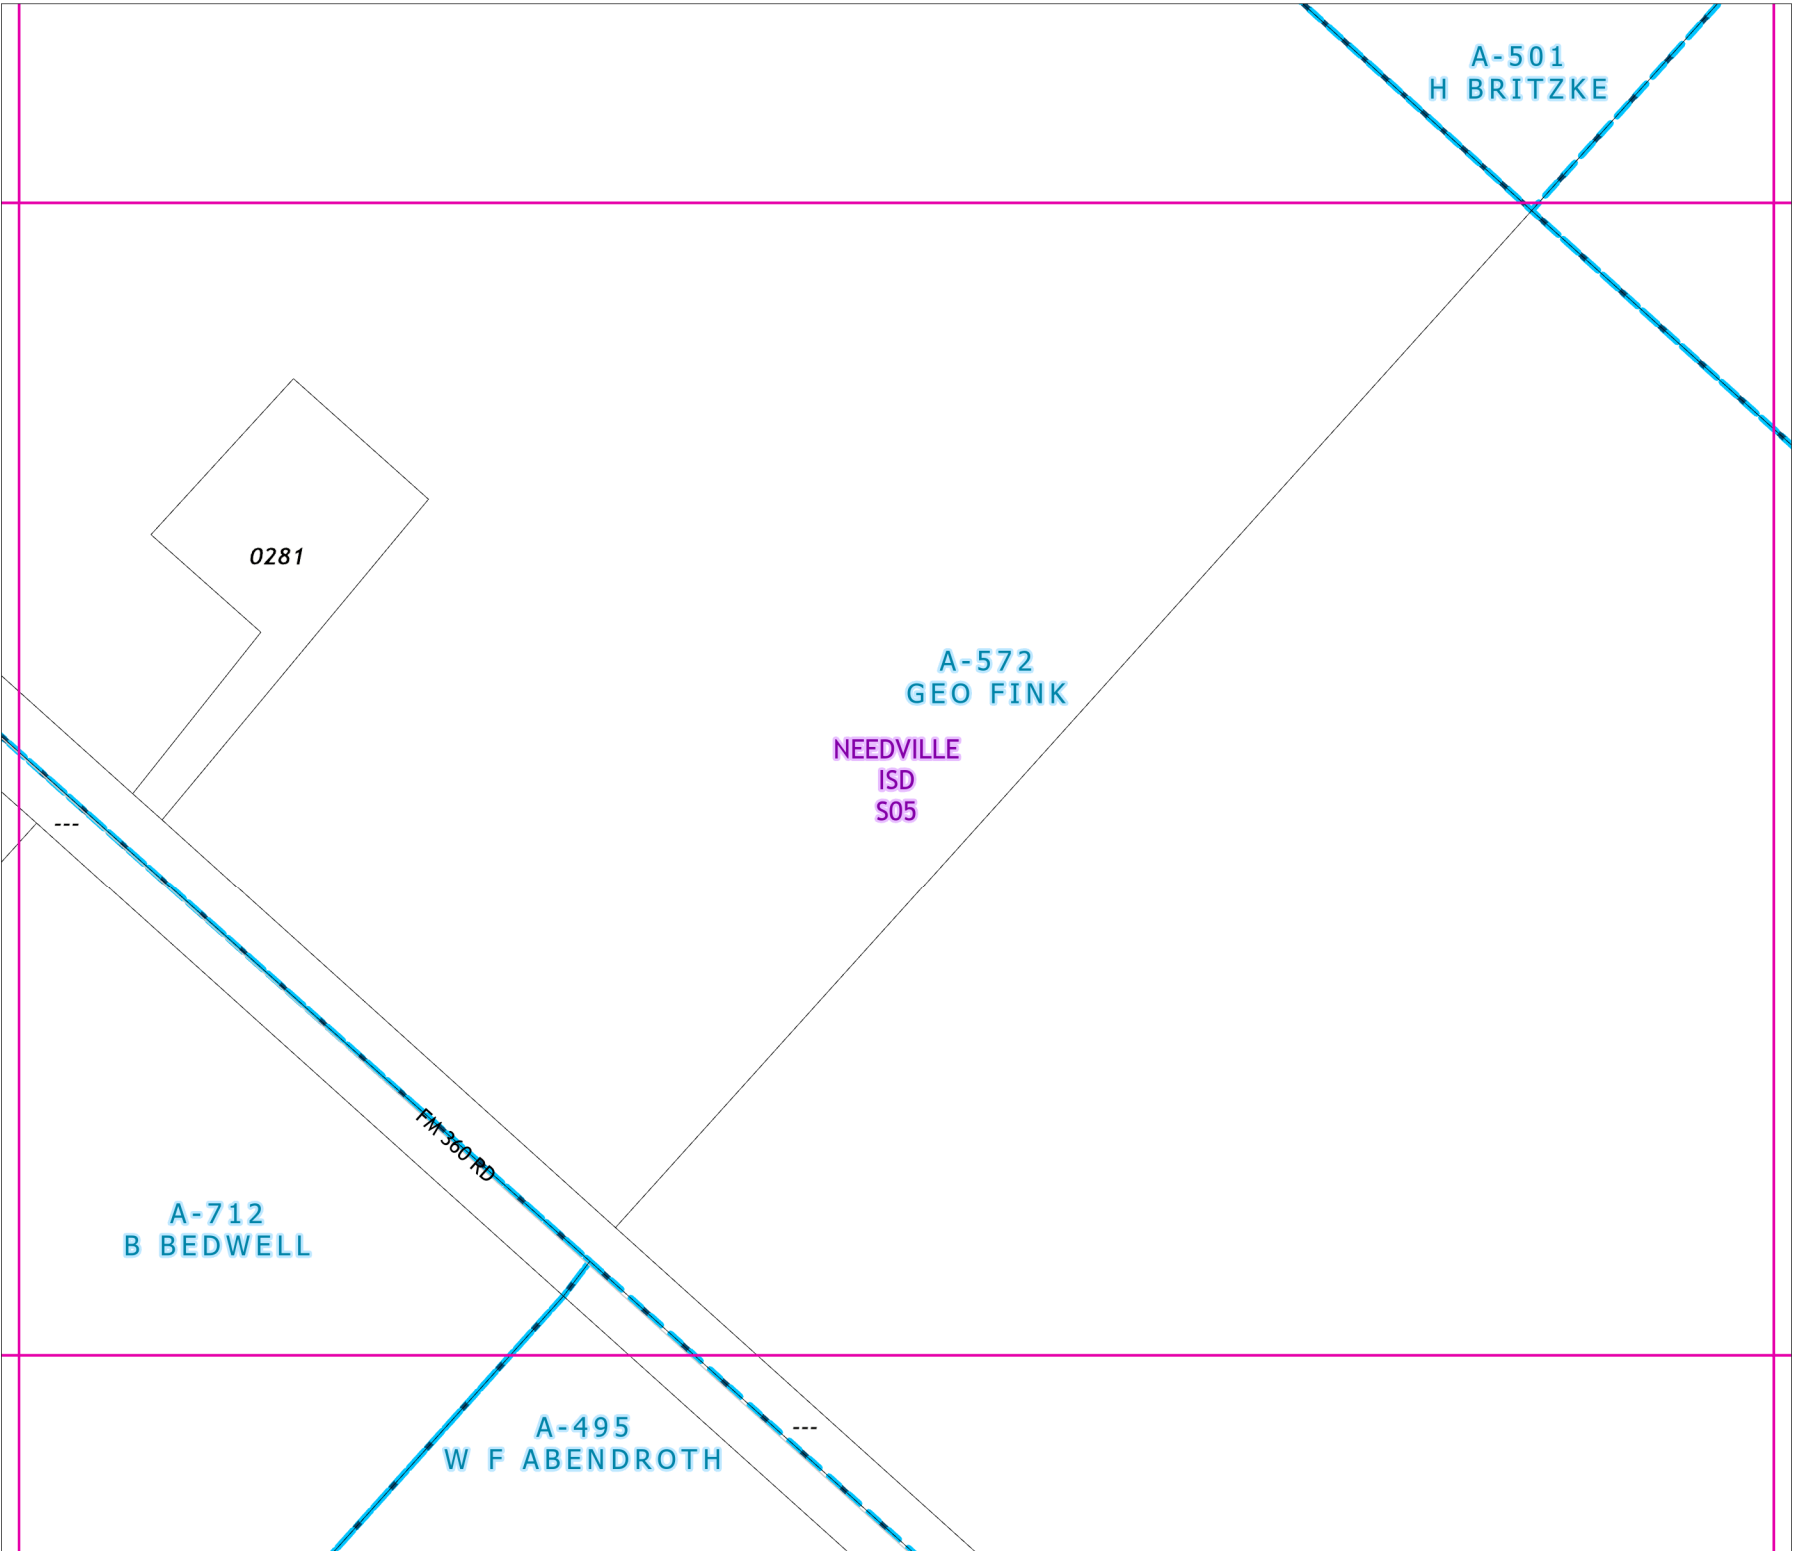 A-501
H BRITZKE
0281
A-572
GEO FINK
NEEDVILLE
ISD
S05
---
FM 360 RD
A-712
B BEDWELL
A-495
W F ABENDROTH
---